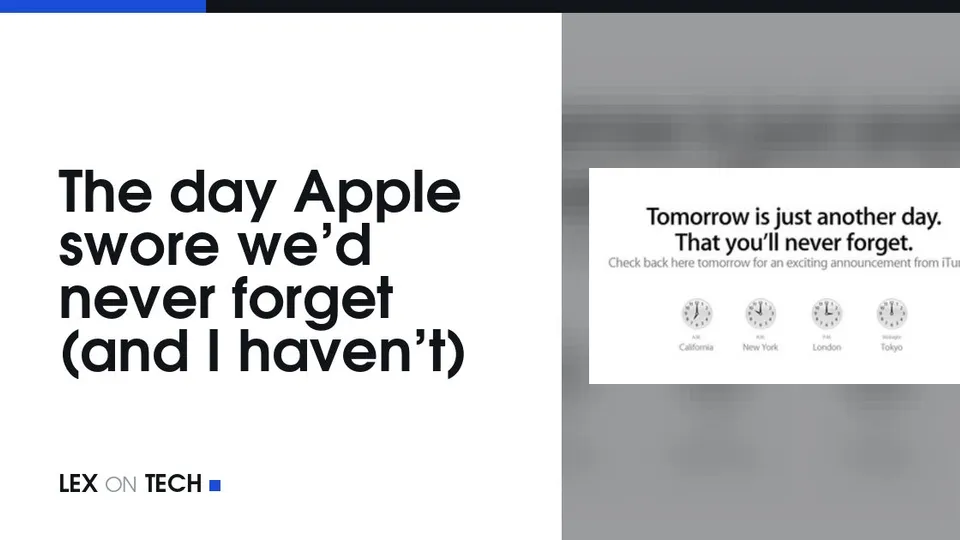 The day Apple
swore we’d
never forget
(and I haven’t)
LEX ON TECH
Tomorrow is just another day.
That you’ll never forget.
Check back here tomorrow for an exciting announcement from iTun
California
New York
London
Tokyo